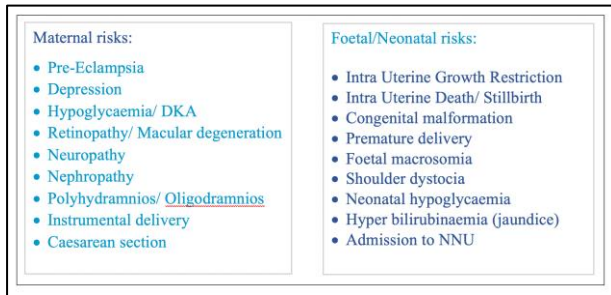 Maternal risks:
• Pre-Eclampsia
• Depression
• Hypoglycaemia/ DKA
• Retinopathy/ Macular degeneration
• Neuropathy
• Nephropathy
• Polyhydramnios/ Oligodramnios
• Instrumental delivery
• Caesarean section
Foetal/Neonatal risks:
• Intra Uterine Growth Restriction
• Intra Uterine Death/ Stillbirth
• Congenital malformation
• Premature delivery
• Foetal macrosomia
• Shoulder dystocia
• Neonatal hypoglycaemia
• Hyper bilirubinaemia (jaundice)
• Admission to NNU